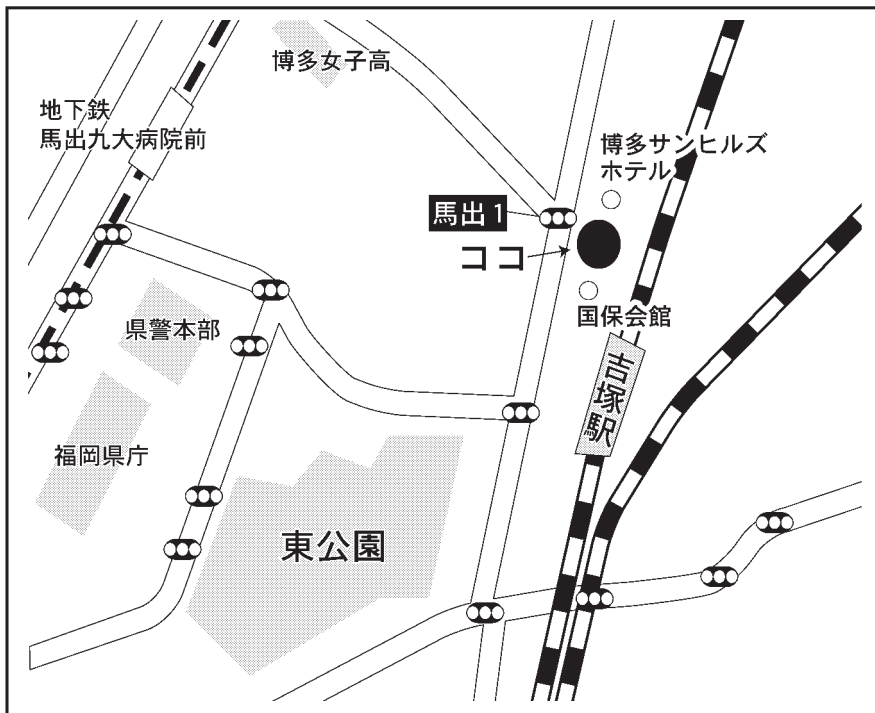 博多女子高
地下鉄
馬出九大病院前
博多サンヒルズ
ホテル
馬出1
ココ
国保会館
県警本部
吉塚駅
福岡県庁
東公園